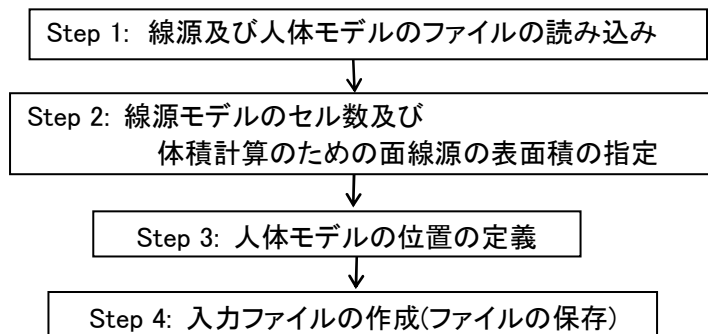 Step 1: 線源及び人体モデルのファイルの読み込み
Step 2: 線源モデルのセル数及び
体積計算のための面線源の表面積の指定
Step 3: 人体モデルの位置の定義
Step 4: 入力ファイルの作成(ファイルの保存)